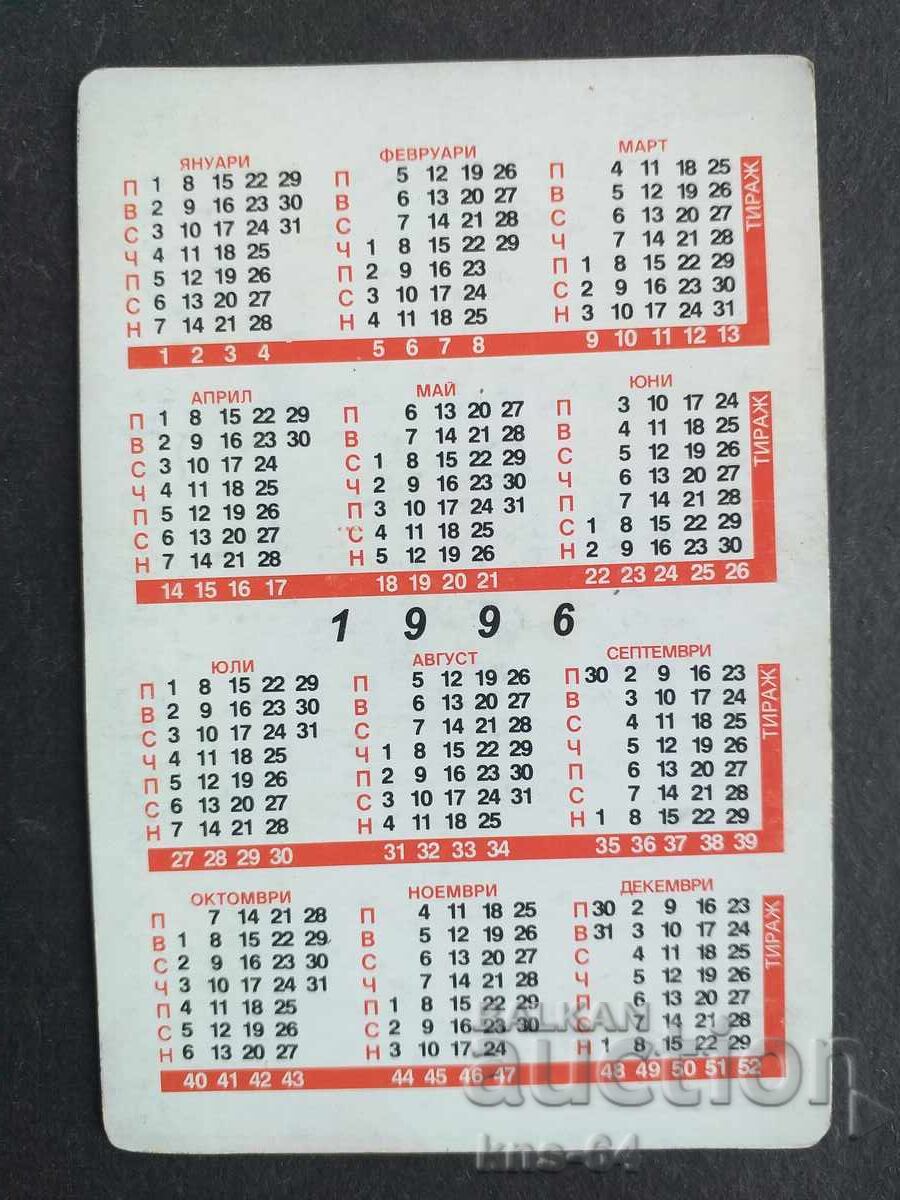 ЯНУАРИ ФЕВРУАРИ МАРТ
П 1 8 15 22 29 П 5 12 19 26 П 4 11 18 25 ТИРАЖ
В 2 9 16 23 30 В 6 13 20 27 В 5 12 19 26
С 3 10 17 24 31 С 7 14 21 28 С 6 13 20 27
Ч 4 11 18 25 Ч 1 8 15 22 29 Ч 7 14 21 28
П 5 12 19 26 П 2 9 16 23 П 1 8 15 22 29
С 6 13 20 27 С 3 10 17 24 С 2 9 16 23 30
Н 7 14 21 28 Н 4 11 18 25 Н 3 10 17 24 31
1 2 3 4 5 6 7 8 9 10 11 12 13
АПРИЛ МАЙ ЮНИ
П 1 8 15 22 29 П 6 13 20 27 П 3 10 17 24 ТИРАЖ
В 2 9 16 23 30 В 7 14 21 28 В 4 11 18 25
С 3 10 17 24 С 1 8 15 22 29 С 5 12 19 26
Ч 4 11 18 25 Ч 2 9 16 23 30 Ч 6 13 20 27
П 5 12 19 26 П 3 10 17 24 31 П 7 14 21 28
С 6 13 20 27 С 4 11 18 25 С 1 8 15 22 29
Н 7 14 21 28 Н 5 12 19 26 Н 2 9 16 23 30
14 15 16 17 18 19 20 21 22 23 24 25 26
1 9 9 6
ЮЛИ АВГУСТ СЕПТЕМВРИ
П 1 8 15 22 29 П 5 12 19 26 П 30 2 9 16 23 ТИРАЖ
В 2 9 16 23 30 В 6 13 20 27 В 3 10 17 24
С 3 10 17 24 31 С 7 14 21 28 С 4 11 18 25
Ч 4 11 18 25 Ч 1 8 15 22 29 Ч 5 12 19 26
П 5 12 19 26 П 2 9 16 23 30 П 6 13 20 27
С 6 13 20 27 С 3 10 17 24 31 С 7 14 21 28
Н 7 14 21 28 Н 4 11 18 25 Н 1 8 15 22 29
27 28 29 30 31 32 33 34 35 36 37 38 39
ОКТОМВРИ НОЕМВРИ ДЕКЕМВРИ
П 7 14 21 28 П 4 11 18 25 П 30 2 9 16 23 ТИРАЖ
В 1 8 15 22 29 В 5 12 19 26 В 31 3 10 17 24
С 2 9 16 23 30 С 6 13 20 27 С 4 11 18 25
Ч 3 10 17 24 31 Ч 7 14 21 28 Ч 5 12 19 26
П 4 11 18 25 П 1 8 15 22 29 П 6 13 20 27
С 5 12 19 26 С 2 9 16 23 30 С 7 14 21 28
Н 6 13 20 27 Н 3 10 17 24 Н 1 8 15 22 29
40 41 42 43 44 45 46 47 48 49 50 51 52
BALKAN
auction
kns-64